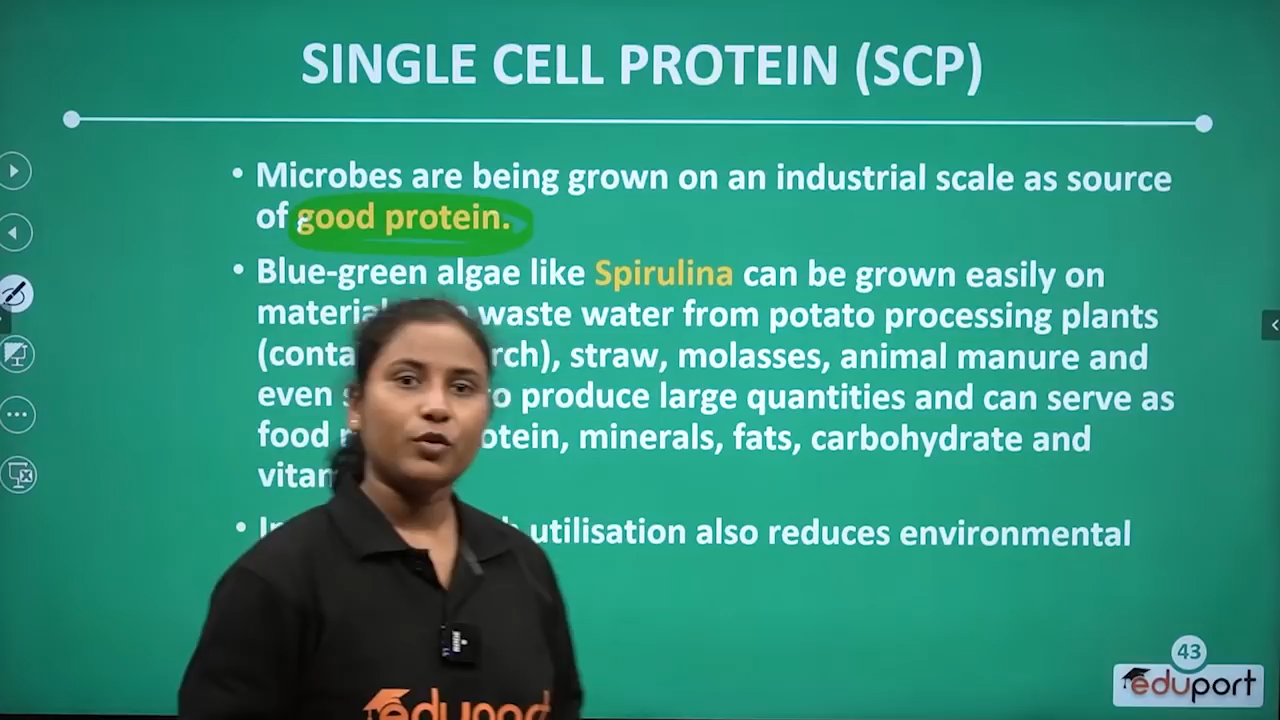 SINGLE CELL PROTEIN (SCP)
• Microbes are being grown on an industrial scale as source
of good protein.
• Blue-green algae like Spirulina can be grown easily on
waste water from potato processing plants
straw, molasses, animal manure and
even produce large quantities and can serve as
food minerals, fats, carbohydrate and
• utilisation also reduces environmental
43
eduport
eduport